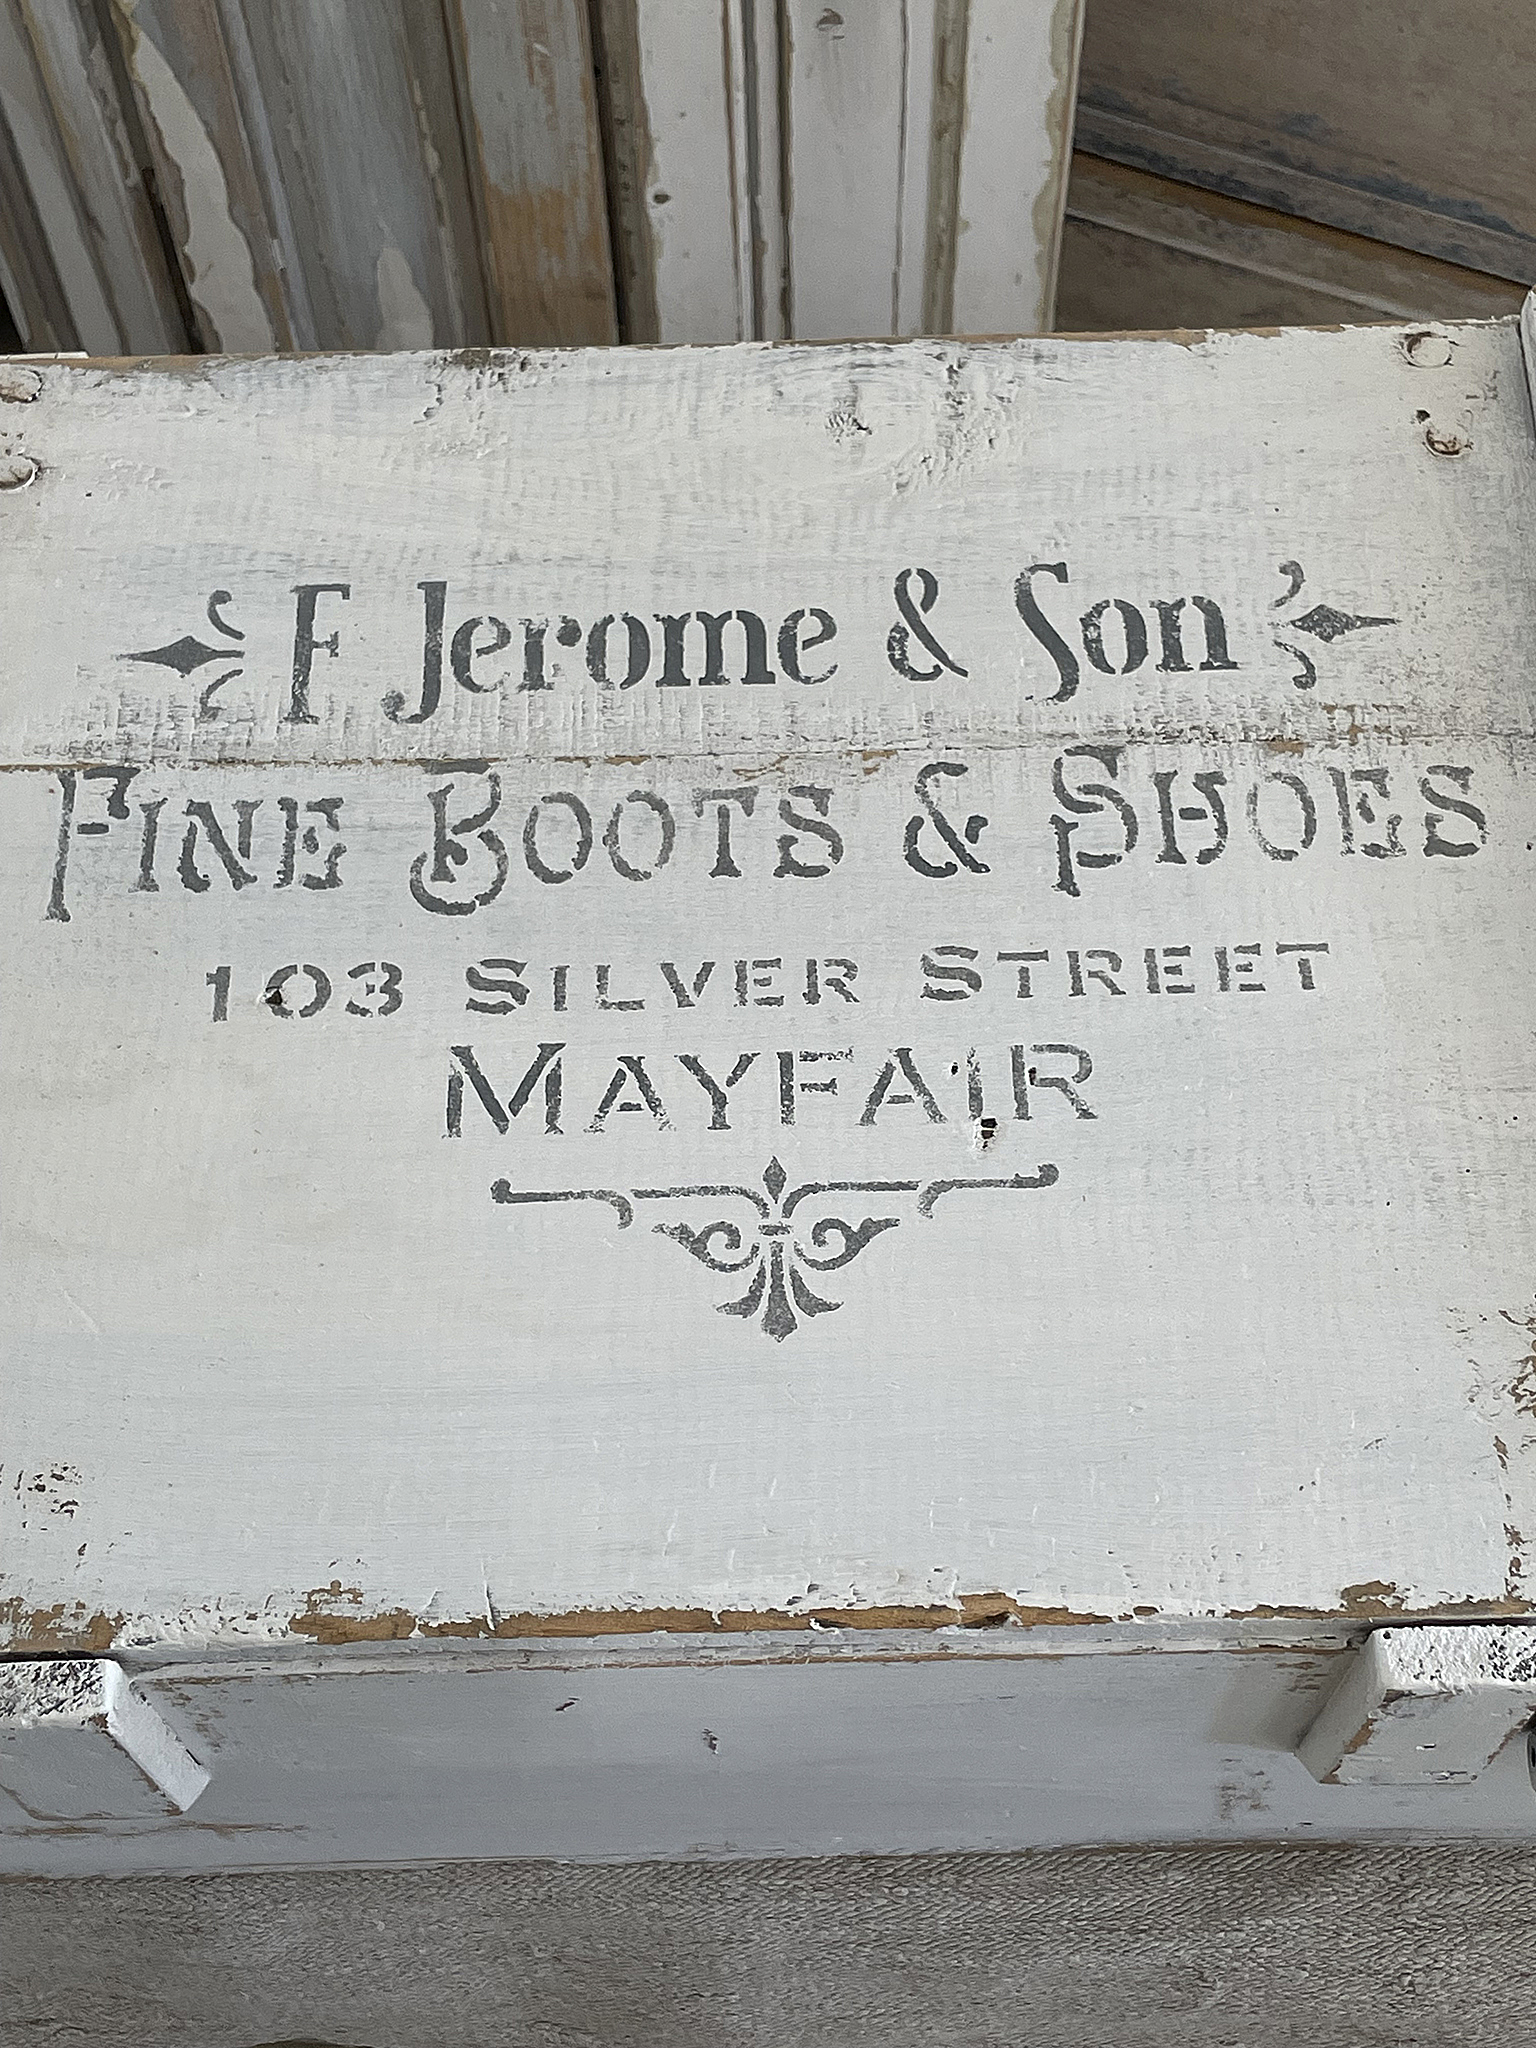 F Jerome & Son
FINE BOOTS & SHOES
103 SILVER STREET
MAYFAIR